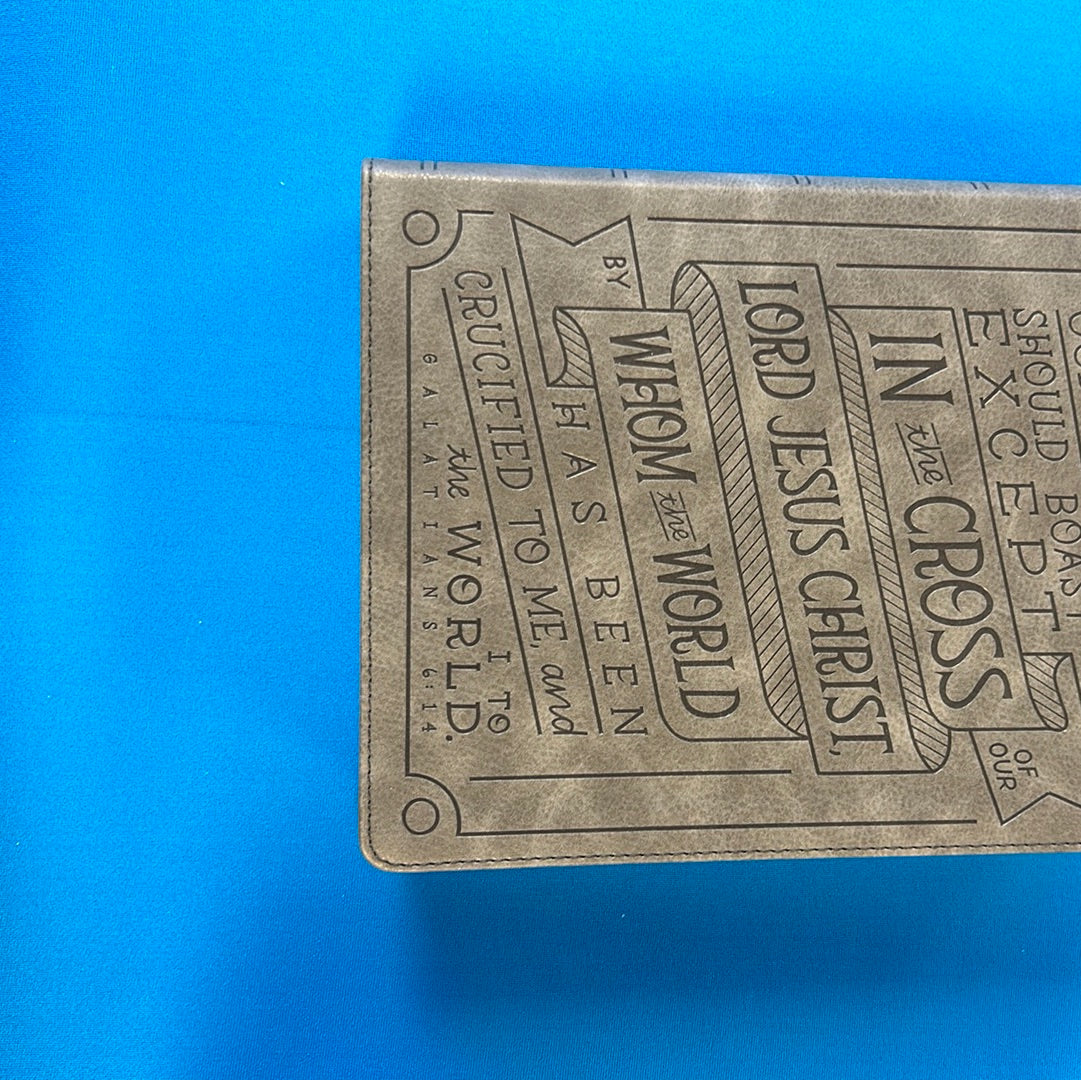 SHOULD BOAST
EXCEPT
IN the CROSS
OF
OUR
LORD JESUS CHRIST,
BY
WHOM the WORLD
HAS BEEN
CRUCIFIED TO ME, and
I TO
the WORLD.
GALATIANS 6:14